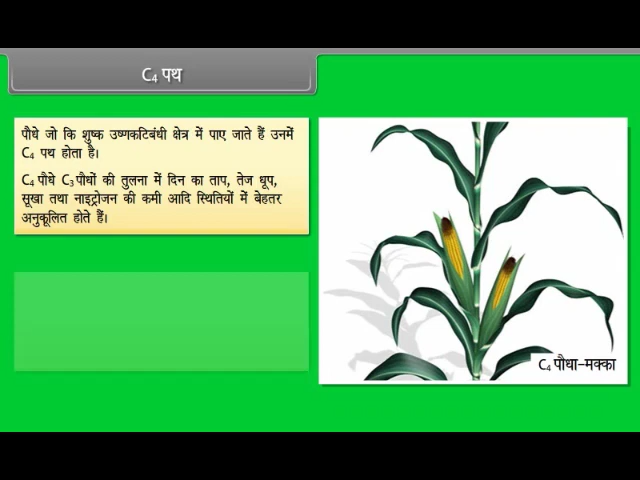 C₄ पथ
पौधे जो कि शुष्क उष्णकटिबंधी क्षेत्र में पाए जाते हैं उनमें
C₄ पथ होता है।
C₄ पौधे C₃ पौधों की तुलना में दिन का ताप, तेज धूप,
सूखा तथा नाइट्रोजन की कमी आदि स्थितियों में बेहतर
अनुकूलित होते हैं।
C₄ पौधा-मक्का